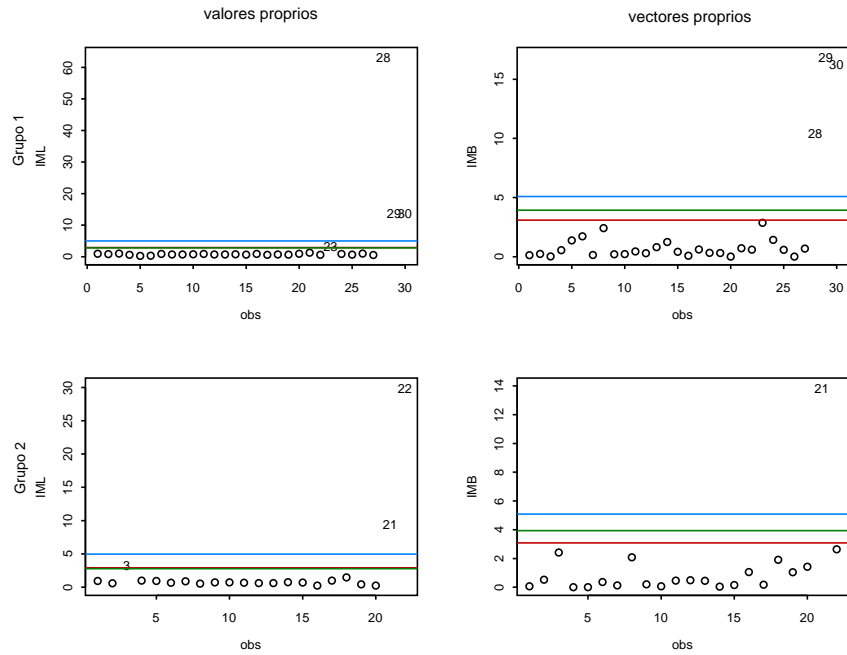 valores proprios
vectores proprios
Grupo 1
IML
0 10 20 30 40 50 60
28
29
30
23
0 5 10 15 20 25 30
obs
IMB
0 5 10 15
29
30
28
0 5 10 15 20 25 30
obs
Grupo 2
IML
0 5 10 15 20 25 30
22
21
3
5 10 15 20
obs
IMB
0 2 4 6 8 10 12 14
21
5 10 15 20
obs